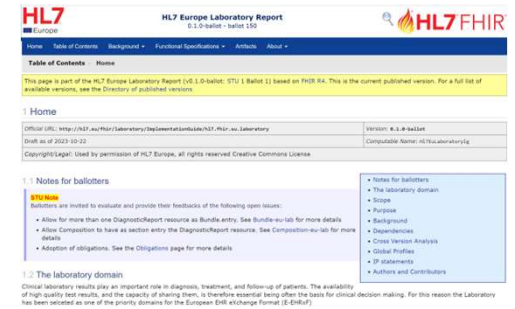 HL7
Europe
HL7 Europe Laboratory Report
0.1.0-ballot - ballot 150
HL7 FHIR
Home Table of Contents Background Functional Specifications Artifacts About
Table of Contents Home
This page is part of the HL7 Europe Laboratory Report (v0.1.0-ballot: STU 1 Ballot 1) based on FHIR R4. This is the current published version. For a full list of
available versions, see the Directory of published versions
1 Home
Official URL: http://hl7.eu/fhir/laboratory/ImplementationGuide/hl7.fhir.eu.laboratory Version: 0.1.0-ballot
Draft as of 2023-10-22 Computable Name: Hl7EuLaboratoryIg
Copyright/Legal: Used by permission of HL7 Europe, all rights reserved Creative Commons License
1.1 Notes for ballotters
STU Note
Ballotters are invited to evaluate and provide their feedbacks of the following open issues:
• Allow for more than one DiagnosticReport resource as Bundle.entry. See Bundle-eu-lab for more details
• Allow Composition to have as section entry the DiagnosticReport resource. See Composition-eu-lab for more
details
• Adoption of obligations. See the Obligations page for more details
• Notes for ballotters
• The laboratory domain
• Scope
• Purpose
• Background
• Dependencies
• Cross Version Analysis
• Global Profiles
• IP statements
• Authors and Contributors
1.2 The laboratory domain
Clinical laboratory results play an important role in diagnosis, treatment, and follow-up of patients. The availability
of high quality test results, and the capacity of sharing them, is therefore essential being often the basis for clinical decision making. For this reason the Laboratory
has been selceted as one of the priority domains for the European EHR eXchange Format (E-EHRxF)